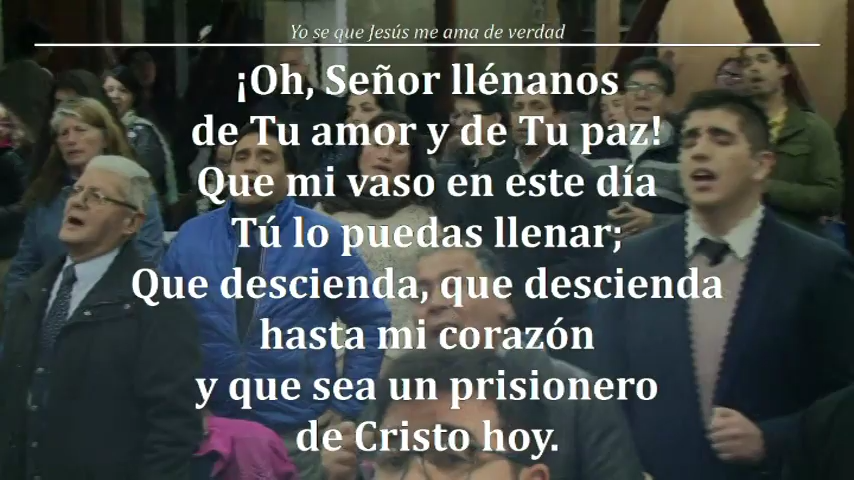 Yo se que Jesús me ama de verdad
¡Oh, Señor llénanos
de Tu amor y de Tu paz!
Que mi vaso en este día
Tú lo puedas llenar;
Que descienda, que descienda
hasta mi corazón
y que sea un prisionero
de Cristo hoy.